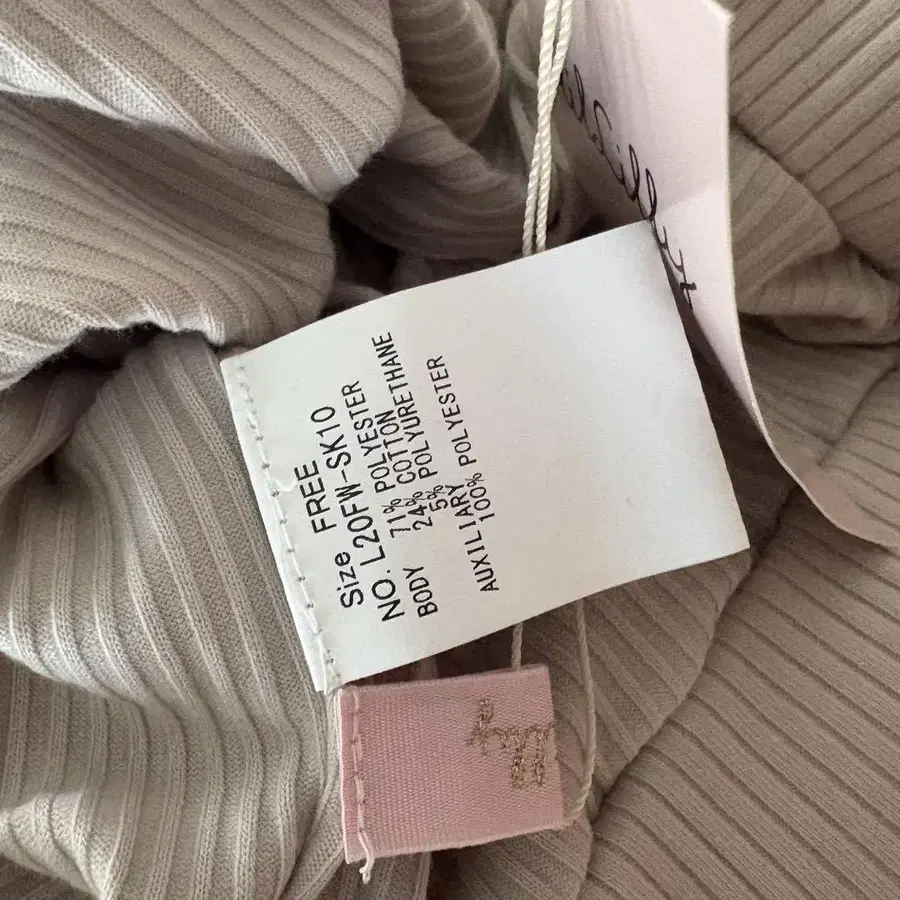 Size FREE
NO. L20FW-SK10
BODY 71% POLYESTER
24% COTTON
5% POLYURETHANE
AUXILIARY
100% POLYESTER